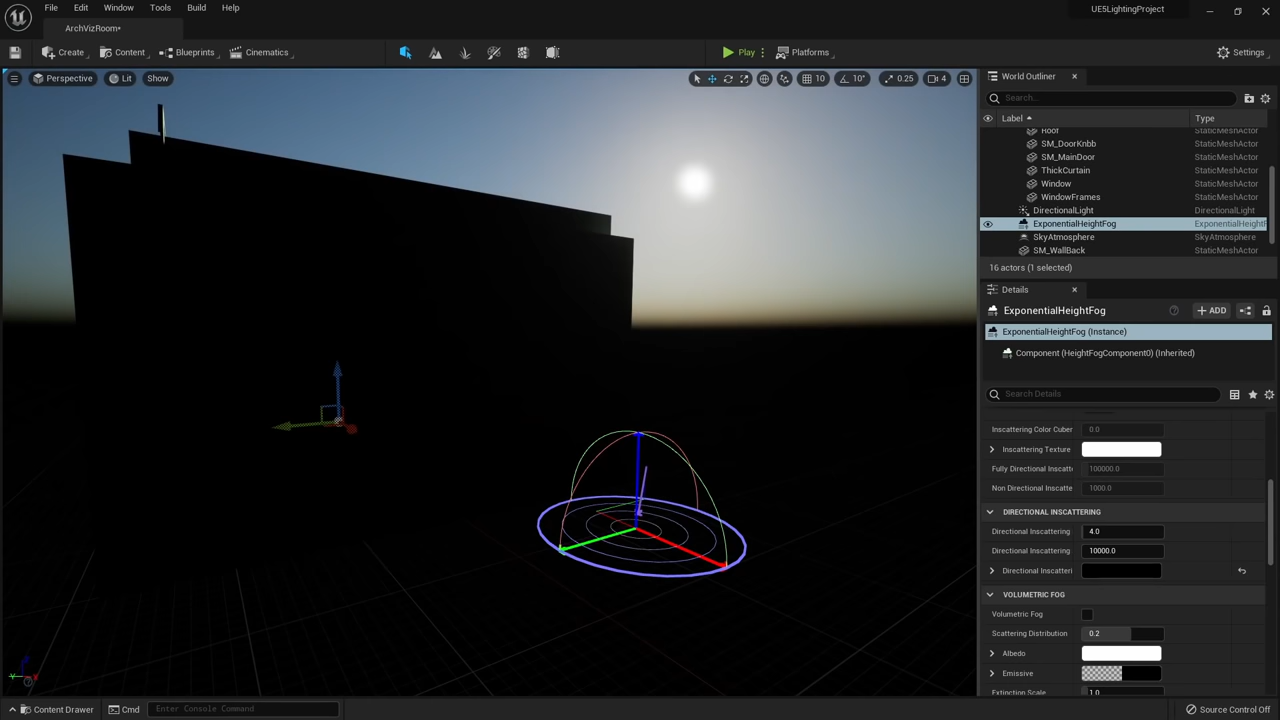 File Edit Window Tools Build Help
UE5LightingProject
ArchVizRoom•
Create Content Blueprints Cinematics Play Platforms Settings
Perspective Lit Show 10 10° 0.25 4
World Outliner
Search...
Label Type
Roof StaticMeshActor
SM_DoorKnbb StaticMeshActor
SM_MainDoor StaticMeshActor
ThickCurtain StaticMeshActor
Window StaticMeshActor
WindowFrames StaticMeshActor
DirectionalLight DirectionalLight
ExponentialHeightFog ExponentialHeightF
SkyAtmosphere SkyAtmosphere
SM_WallBack StaticMeshActor
16 actors (1 selected)
Details
ExponentialHeightFog + ADD
ExponentialHeightFog (Instance)
Component (HeightFogComponent0) (Inherited)
Search Details
Inscattering Color Cuber 0.0
Inscattering Texture
Fully Directional Inscatt 100000.0
Non Directional Inscatte 1000.0
DIRECTIONAL INSCATTERING
Directional Inscattering 4.0
Directional Inscattering 10000.0
Directional Inscatteri
VOLUMETRIC FOG
Volumetric Fog
Scattering Distribution 0.2
Albedo
Emissive
Extinction Scale 1.0
Content Drawer Cmd Enter Console Command Source Control Off